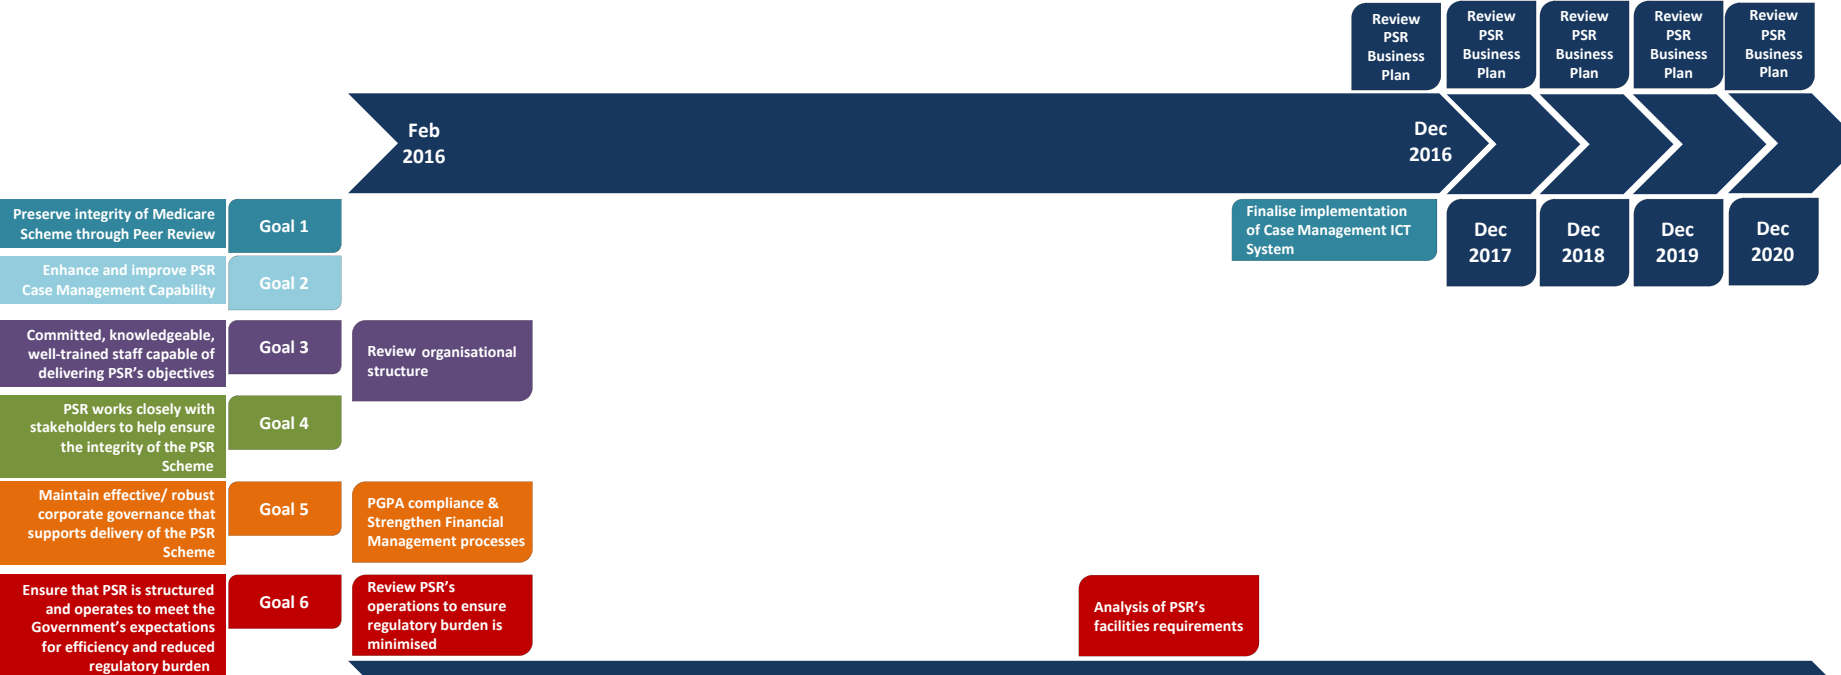 Review
PSR
Business
Plan
Review
PSR
Business
Plan
Review
PSR
Business
Plan
Review
PSR
Business
Plan
Review
PSR
Business
Plan
Feb
2016
Dec
2016
Preserve integrity of Medicare
Scheme through Peer Review
Goal 1
Finalise implementation
of Case Management ICT
System
Dec
2017
Dec
2018
Dec
2019
Dec
2020
Enhance and improve PSR
Case Management Capability
Goal 2
Committed, knowledgeable,
well-trained staff capable of
delivering PSR’s objectives
Goal 3
Review organisational
structure
PSR works closely with
stakeholders to help ensure
the integrity of the PSR
Scheme
Goal 4
Maintain effective/ robust
corporate governance that
supports delivery of the PSR
Scheme
Goal 5
PGPA compliance &
Strengthen Financial
Management processes
Ensure that PSR is structured
and operates to meet the
Government’s expectations
for efficiency and reduced
regulatory burden
Goal 6
Review PSR’s
operations to ensure
regulatory burden is
minimised
Analysis of PSR’s
facilities requirements